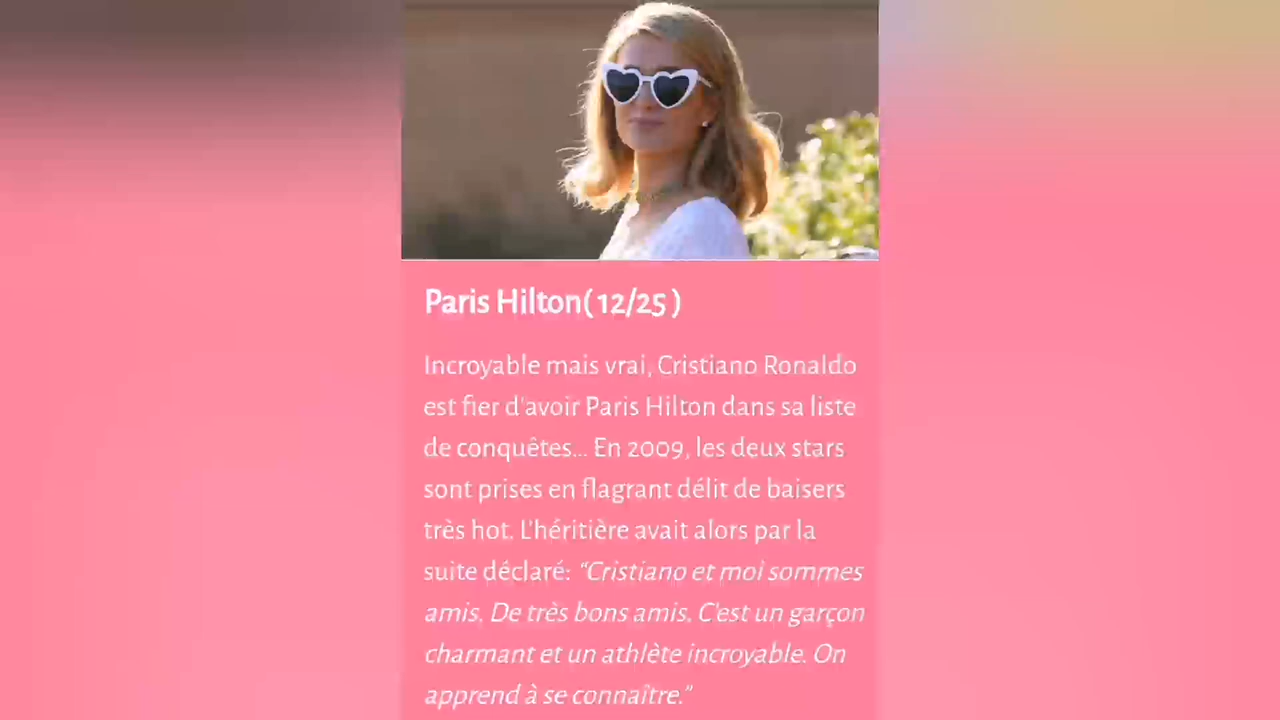 Paris Hilton( 12/25 )
Incroyable mais vrai, Cristiano Ronaldo
est fier d'avoir Paris Hilton dans sa liste
de conquêtes... En 2009, les deux stars
sont prises en flagrant délit de baisers
très hot. L'héritière avait alors par la
suite déclaré: “Cristiano et moi sommes
amis. De très bons amis. C'est un garçon
charmant et un athlète incroyable. On
apprend à se connaître.”